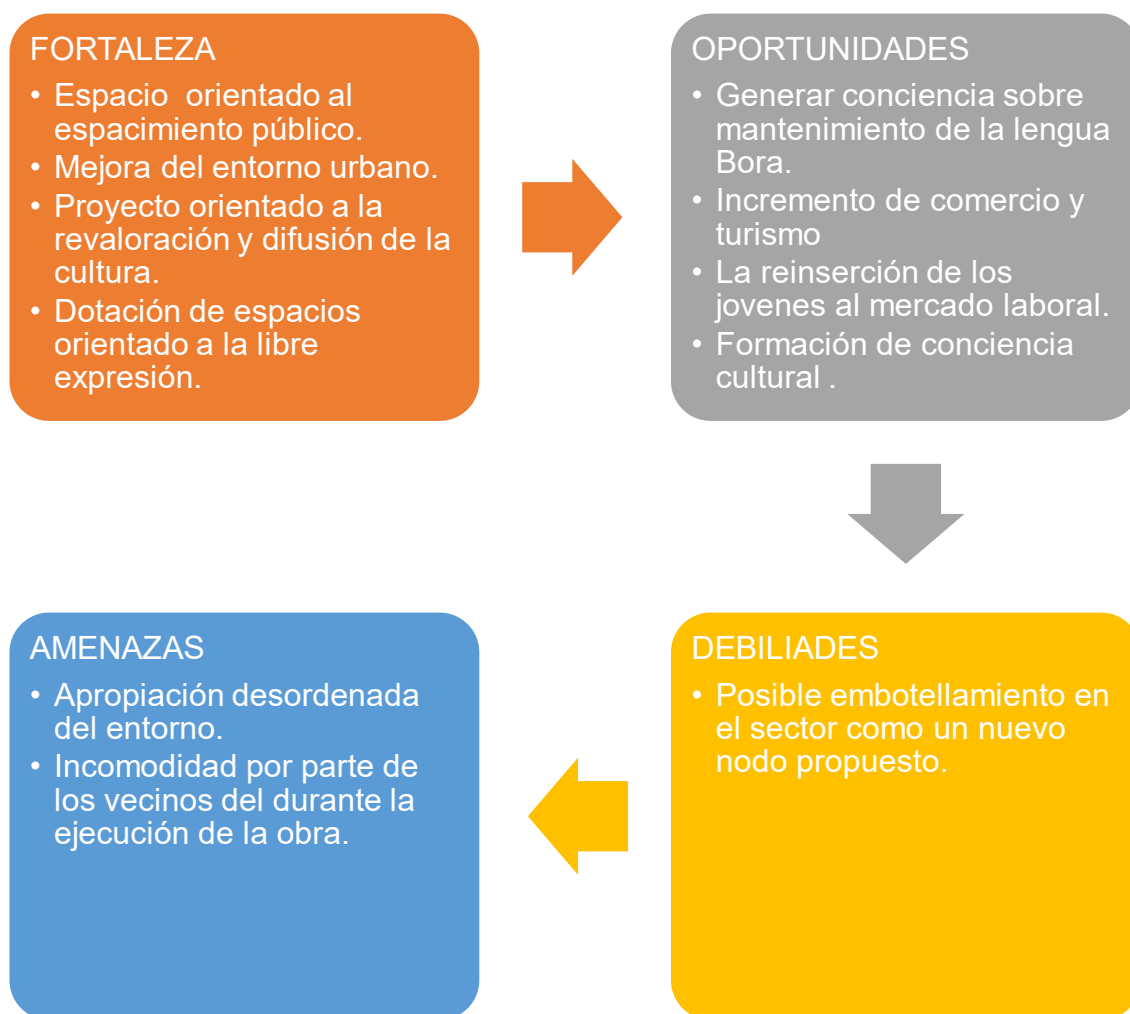 FORTALEZA
• Espacio orientado al
espacimiento público.
• Mejora del entorno urbano.
• Proyecto orientado a la
revaloración y difusión de la
cultura.
• Dotación de espacios
orientado a la libre
expresión.
OPORTUNIDADES
• Generar conciencia sobre
mantenimiento de la lengua
Bora.
• Incremento de comercio y
turismo
• La reinserción de los
jovenes al mercado laboral.
• Formación de conciencia
cultural .
DEBILIADES
• Posible embotellamiento en
el sector como un nuevo
nodo propuesto.
AMENAZAS
• Apropiación desordenada
del entorno.
• Incomodidad por parte de
los vecinos del durante la
ejecución de la obra.